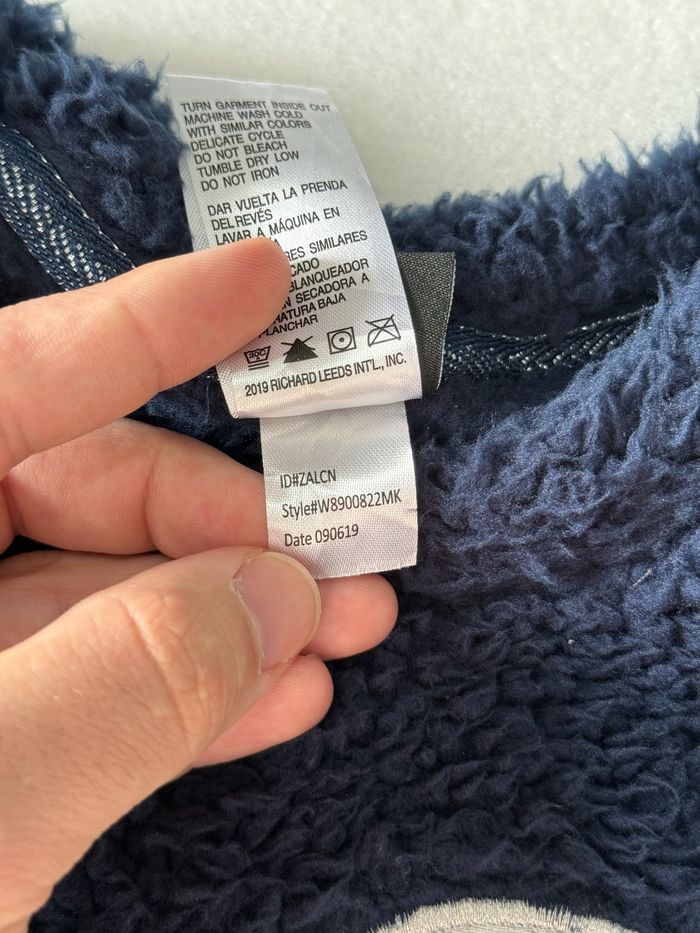 TURN GARMENT INSIDE OUT
MACHINE WASH COLD
WITH SIMILAR COLORS
DELICATE CYCLE
DO NOT BLEACH
TUMBLE DRY LOW
DO NOT IRON
DAR VUELTA LA PRENDA
DEL REVÉS
LAVAR A MÁQUINA EN
RES SIMILARES
CADO
BLANQUEADOR
N SECADORA A
RATURA BAJA
PLANCHAR
30C
2019 RICHARD LEEDS INT'L., INC.
ID#ZALCN
Style#W8900822MK
Date 090619